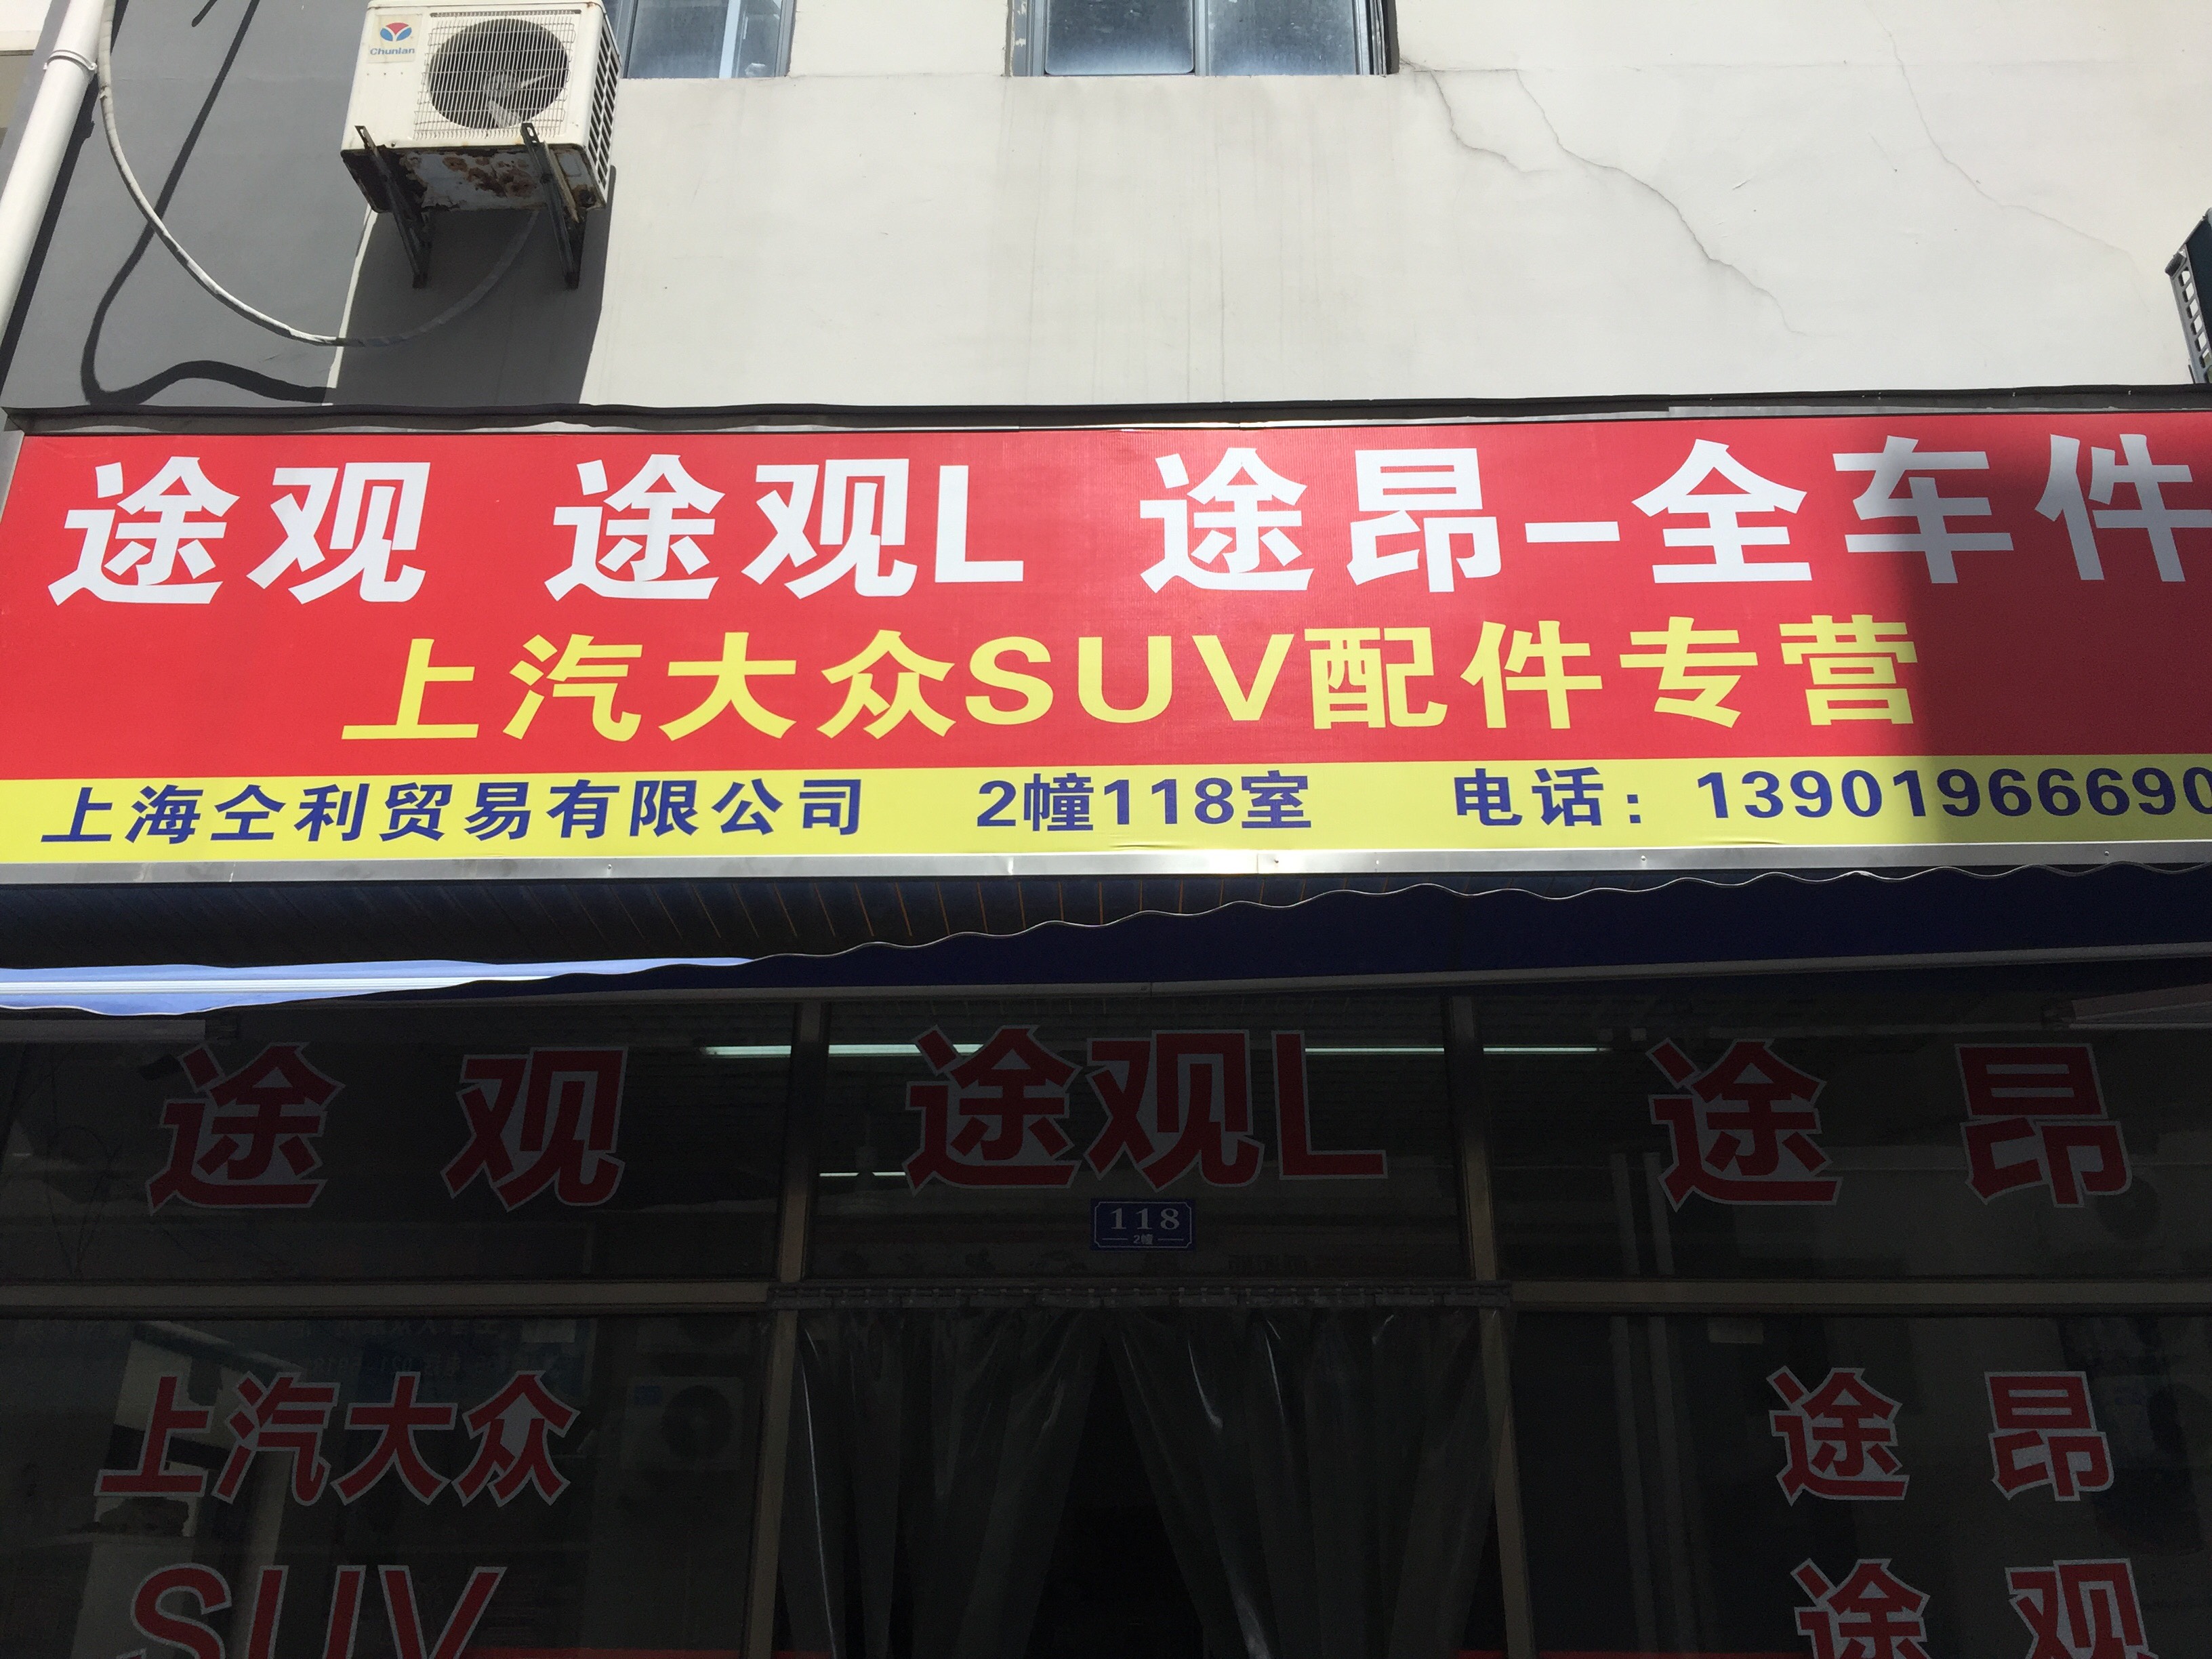 Chunlan
途观 途观L 途昂-全车件
上汽大众SUV配件专营
上海仝利贸易有限公司 2幢118室 电话：13901966690
途观 途观L 途昂
118
2幢
上汽大众 途昂
SUV 途观